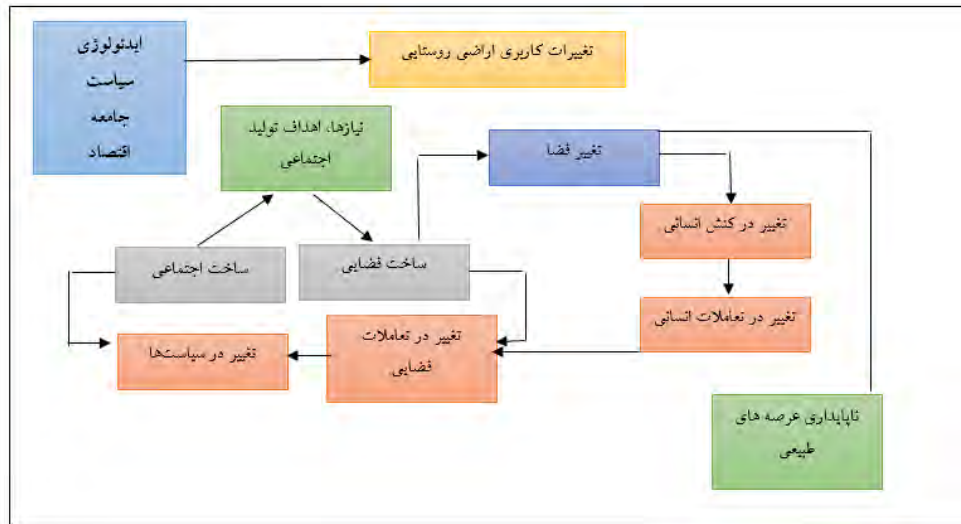 ایدئولوژی
سیاست
جامعه
اقتصاد
تغییرات کاربری اراضی روستایی
نیازها، اهداف تولید
اجتماعی
تغییر فضا
تغییر در کنش انسانی
ساخت اجتماعی
ساخت فضایی
تغییر در تعاملات انسانی
تغییر در سیاست‌ها
تغییر در تعاملات
فضایی
ناپایداری عرصه های
طبیعی